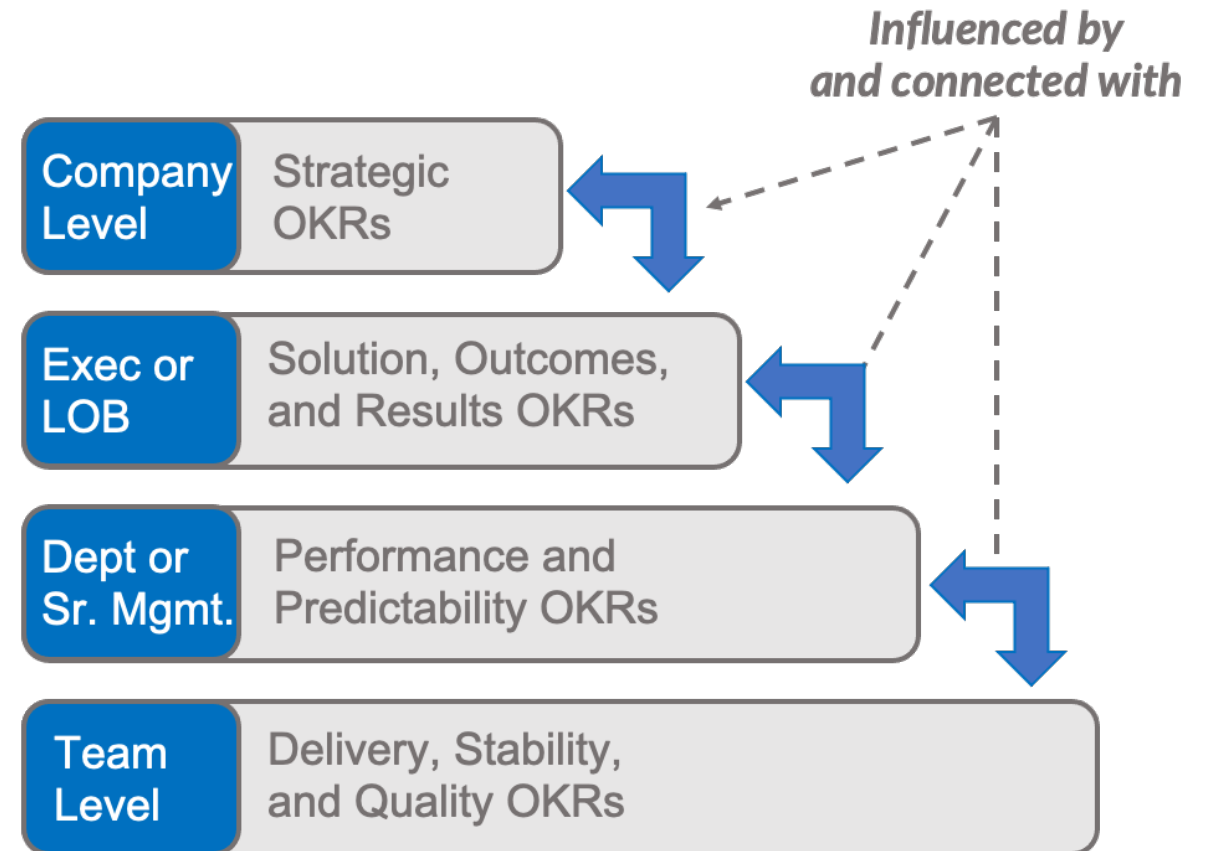 Influenced by
and connected with
Company
Level
Strategic
OKRs
Exec or
LOB
Solution, Outcomes,
and Results OKRs
Dept or
Sr. Mgmt.
Performance and
Predictability OKRs
Team
Level
Delivery, Stability,
and Quality OKRs